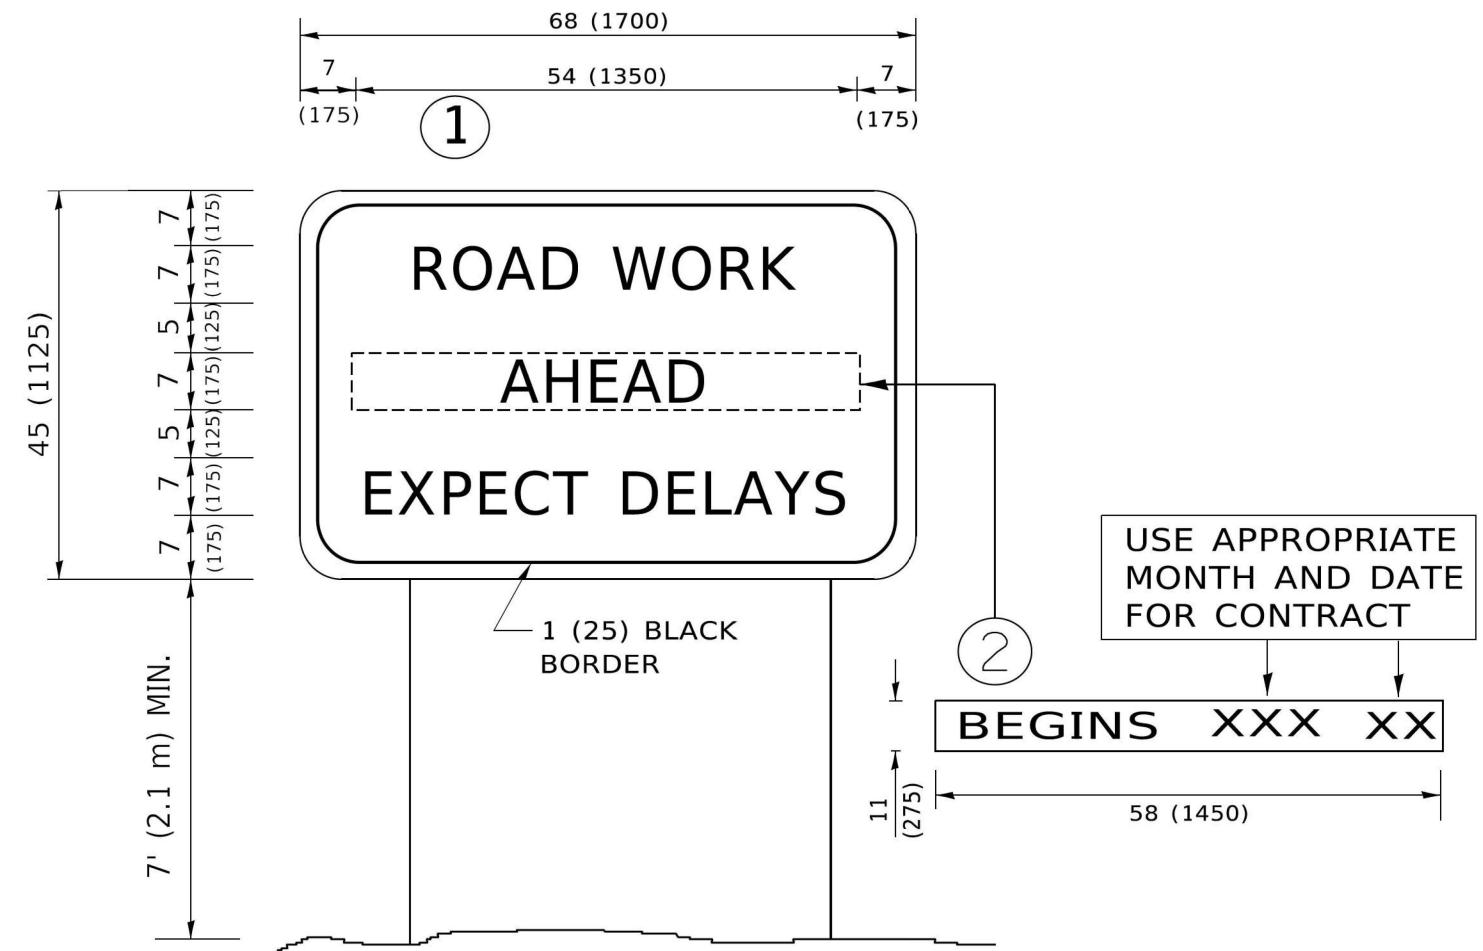 68 (1700)
7
54 (1350)
7
(175)
(175)
1
7
(175)
7
(175)
5
(125)
7
(175)
5
(125)
7
(175)
7
(175)
45 (1125)
ROAD WORK
AHEAD
EXPECT DELAYS
1 (25) BLACK
BORDER
7' (2.1 m) MIN.
2
USE APPROPRIATE
MONTH AND DATE
FOR CONTRACT
BEGINS XXX XX
11
(275)
58 (1450)